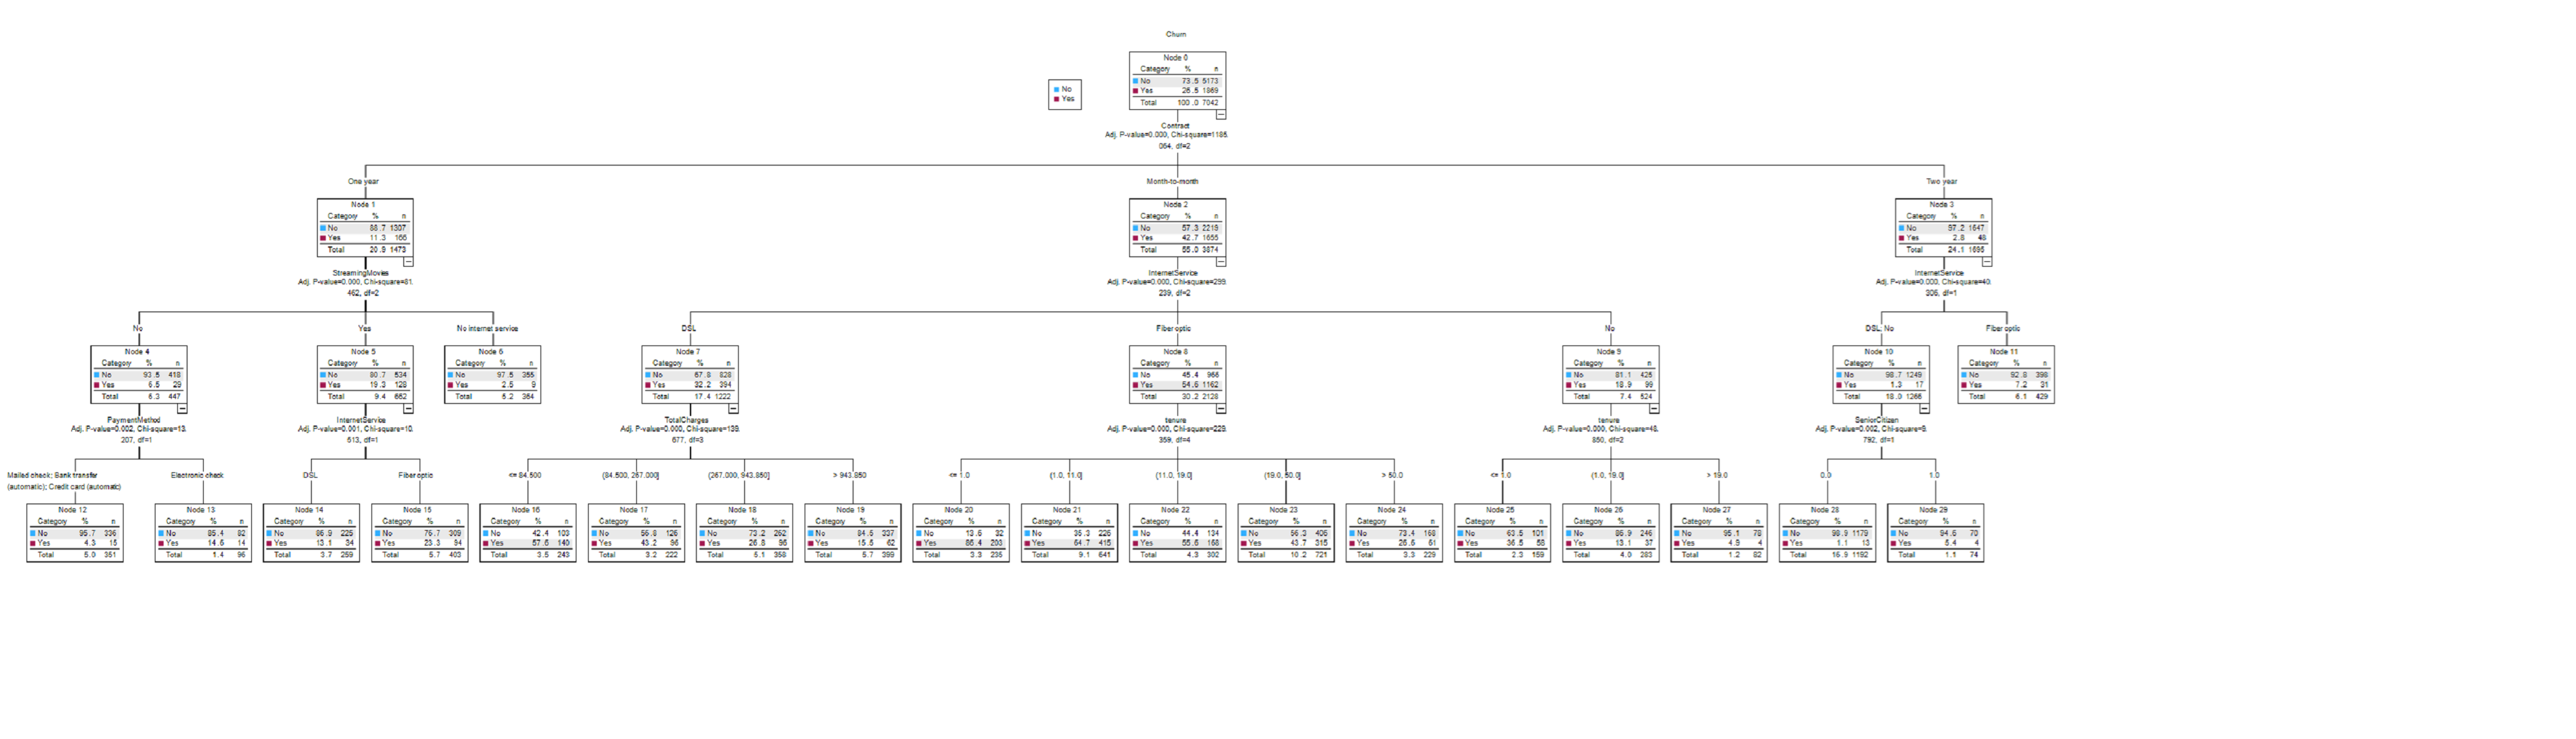 Churn
Node 0
Category % n
No 73.5 5173
Yes 26.5 1869
Total 100.0 7042
No
Yes
Contract
Adj. P-value=0.000, Chi-square=1185.
064, df=2
One year
Month-to-month
Two year
Node 1
Category % n
No 88.7 1307
Yes 11.3 166
Total 20.9 1473
Node 2
Category % n
No 57.3 2219
Yes 42.7 1655
Total 55.0 3874
Node 3
Category % n
No 97.2 1647
Yes 2.8 48
Total 24.1 1695
StreamingMovies
Adj. P-value=0.000, Chi-square=81.
462, df=2
InternetService
Adj. P-value=0.000, Chi-square=299.
239, df=2
InternetService
Adj. P-value=0.000, Chi-square=40.
306, df=1
No
Yes
No internet service
DSL
Fiber optic
No
DSL; No
Fiber optic
Node 4
Category % n
No 93.5 418
Yes 6.5 29
Total 6.3 447
Node 5
Category % n
No 80.7 534
Yes 19.3 128
Total 9.4 662
Node 6
Category % n
No 97.5 355
Yes 2.5 9
Total 5.2 364
Node 7
Category % n
No 67.8 828
Yes 32.2 394
Total 17.4 1222
Node 8
Category % n
No 45.4 966
Yes 54.6 1162
Total 30.2 2128
Node 9
Category % n
No 81.1 425
Yes 18.9 99
Total 7.4 524
Node 10
Category % n
No 98.7 1249
Yes 1.3 17
Total 18.0 1266
Node 11
Category % n
No 92.8 398
Yes 7.2 31
Total 6.1 429
PaymentMethod
Adj. P-value=0.002, Chi-square=13.
207, df=1
InternetService
Adj. P-value=0.001, Chi-square=10.
513, df=1
TotalCharges
Adj. P-value=0.000, Chi-square=139.
677, df=3
tenure
Adj. P-value=0.000, Chi-square=229.
359, df=4
tenure
Adj. P-value=0.000, Chi-square=48.
850, df=2
SeniorCitizen
Adj. P-value=0.002, Chi-square=9.
792, df=1
Mailed check; Bank transfer
(automatic); Credit card (automatic)
Electronic check
DSL
Fiber optic
<= 84.500
(84.500, 267.000]
(267.000, 943.850]
> 943.850
<= 1.0
(1.0, 11.0]
(11.0, 19.0]
(19.0, 50.0]
> 50.0
<= 1.0
(1.0, 19.0]
> 19.0
0.0
1.0
Node 12
Category % n
No 95.7 336
Yes 4.3 15
Total 5.0 351
Node 13
Category % n
No 85.4 82
Yes 14.6 14
Total 1.4 96
Node 14
Category % n
No 86.9 225
Yes 13.1 34
Total 3.7 259
Node 15
Category % n
No 76.7 309
Yes 23.3 94
Total 5.7 403
Node 16
Category % n
No 42.4 103
Yes 57.6 140
Total 3.5 243
Node 17
Category % n
No 56.8 126
Yes 43.2 96
Total 3.2 222
Node 18
Category % n
No 73.2 262
Yes 26.8 96
Total 5.1 358
Node 19
Category % n
No 84.5 337
Yes 15.5 62
Total 5.7 399
Node 20
Category % n
No 13.6 32
Yes 86.4 203
Total 3.3 235
Node 21
Category % n
No 35.3 226
Yes 64.7 415
Total 9.1 641
Node 22
Category % n
No 44.4 134
Yes 55.6 168
Total 4.3 302
Node 23
Category % n
No 56.3 406
Yes 43.7 315
Total 10.2 721
Node 24
Category % n
No 73.4 168
Yes 26.6 61
Total 3.3 229
Node 25
Category % n
No 63.5 101
Yes 36.5 58
Total 2.3 159
Node 26
Category % n
No 86.9 246
Yes 13.1 37
Total 4.0 283
Node 27
Category % n
No 95.1 78
Yes 4.9 4
Total 1.2 82
Node 28
Category % n
No 98.9 1179
Yes 1.1 13
Total 16.9 1192
Node 29
Category % n
No 94.6 70
Yes 5.4 4
Total 1.1 74